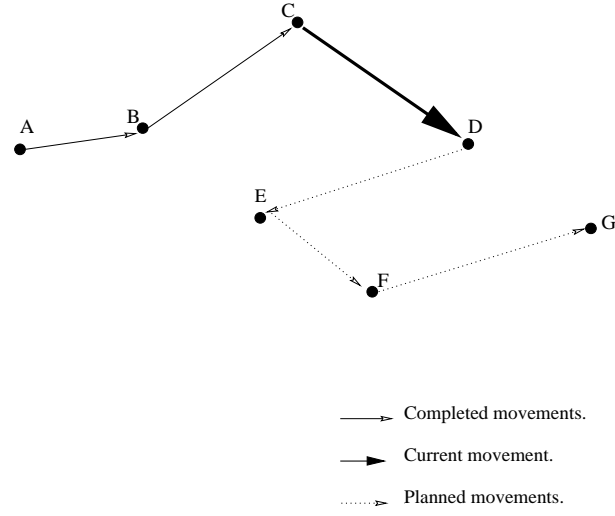 C
B
A
D
E
G
F
Completed movements.
Current movement.
Planned movements.